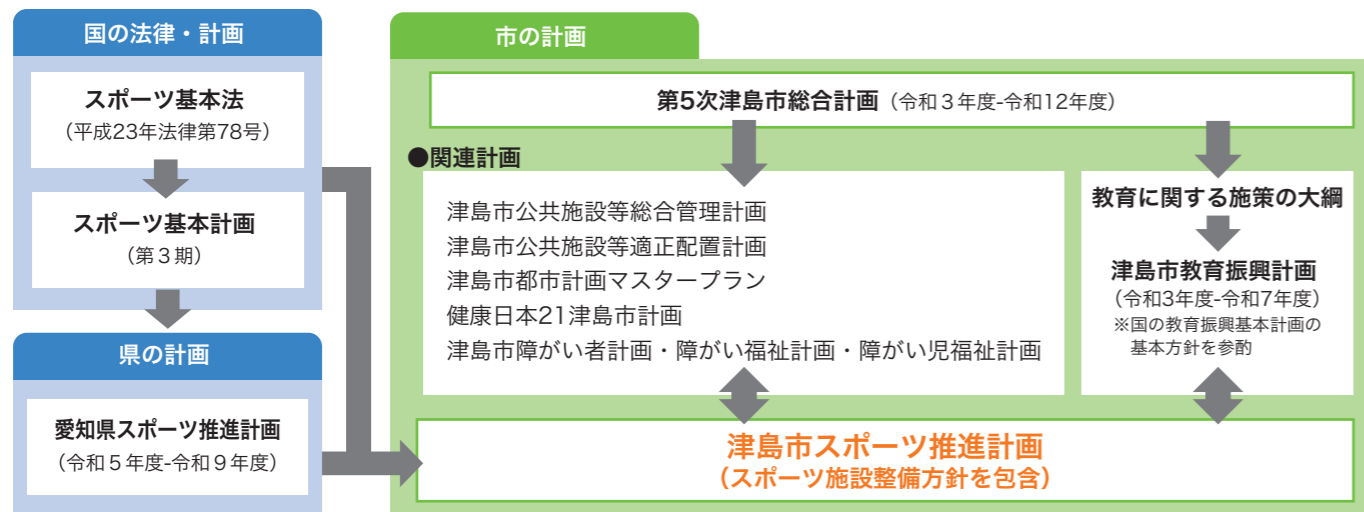 国の法律・計画
スポーツ基本法
（平成23年法律第78号）
スポーツ基本計画
（第３期）
県の計画
愛知県スポーツ推進計画
（令和５年度-令和９年度）
市の計画
第5次津島市総合計画（令和３年度-令和12年度）
●関連計画
津島市公共施設等総合管理計画
津島市公共施設等適正配置計画
津島市都市計画マスタープラン
健康日本21津島市計画
津島市障がい者計画・障がい福祉計画・障がい児福祉計画
教育に関する施策の大綱
津島市教育振興計画
（令和3年度-令和7年度）
※国の教育振興基本計画の
基本方針を参酌
津島市スポーツ推進計画
（スポーツ施設整備方針を包含）